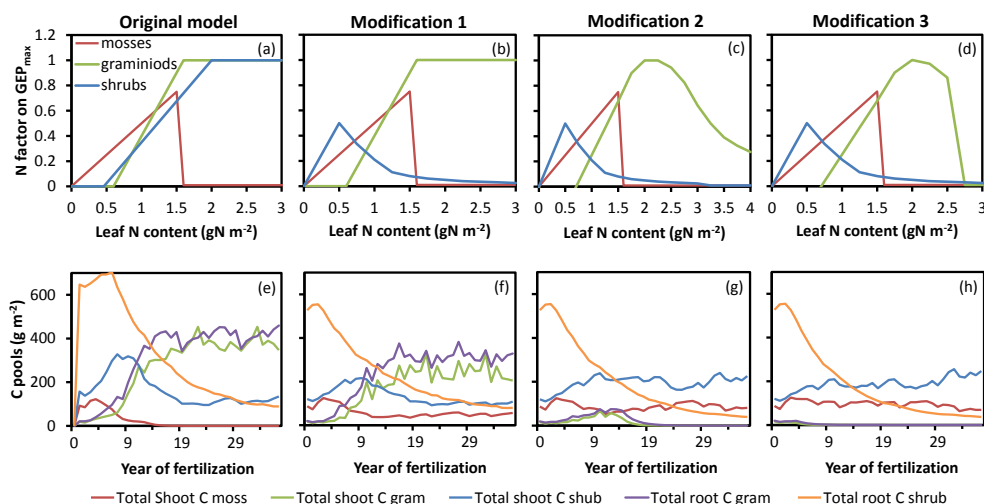 Original model
Modification 1
Modification 2
Modification 3
N factor on GEPmax
1.2
1
0.8
0.6
0.4
0.2
0
(a)
mosses
graminiods
shrubs
(b)
(c)
(d)
0 0.5 1 1.5 2 2.5 3
0 0.5 1 1.5 2 2.5 3
0 0.5 1 1.5 2 2.5 3 3.5 4
0 0.5 1 1.5 2 2.5 3
Leaf N content (gN m-2)
Leaf N content (gN m-2)
Leaf N content (gN m-2)
Leaf N content (gN m-2)
C pools (g m-2)
600
400
200
0
(e)
(f)
(g)
(h)
9 19 29
9 19 29
9 19 29
9 19 29
Year of fertilization
Year of fertilization
Year of fertilization
Year of fertilization
Total Shoot C moss
Total shoot C gram
Total shoot C shub
Total root C gram
Total root C shrub